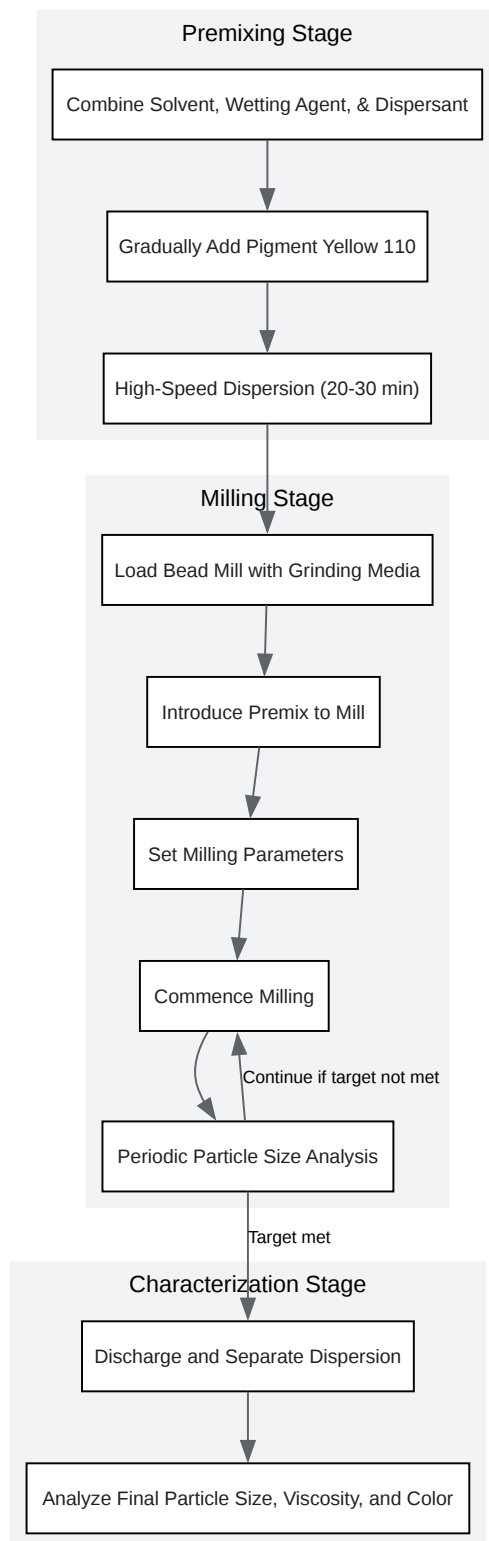 Premixing Stage
Combine Solvent, Wetting Agent, & Dispersant
Gradually Add Pigment Yellow 110
High-Speed Dispersion (20-30 min)
Milling Stage
Load Bead Mill with Grinding Media
Introduce Premix to Mill
Set Milling Parameters
Commence Milling
Continue if target not met
Periodic Particle Size Analysis
Target met
Characterization Stage
Discharge and Separate Dispersion
Analyze Final Particle Size, Viscosity, and Color